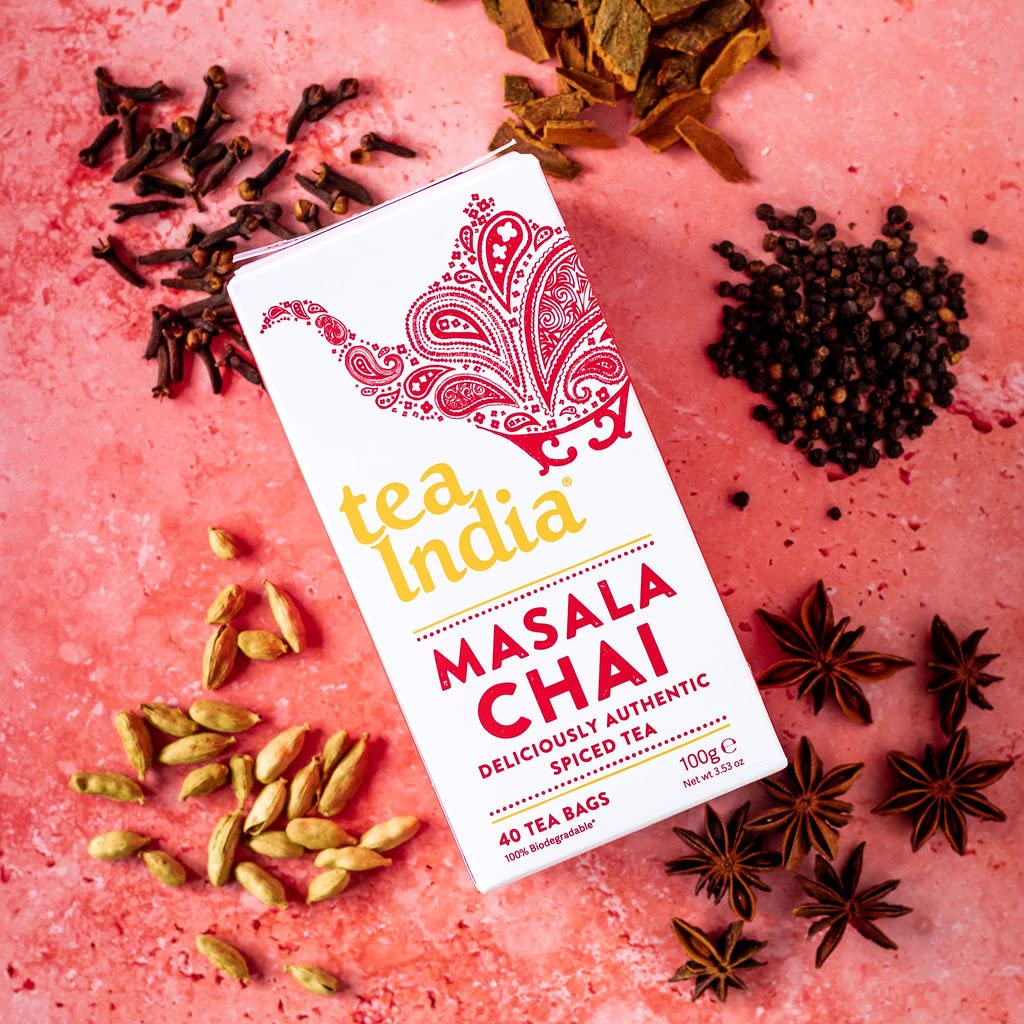 tea
India®
MASALA
CHAI
DELICIOUSLY AUTHENTIC
SPICED TEA
100g ℮
Net wt 3.53 oz
40 TEA BAGS
100% Biodegradable*